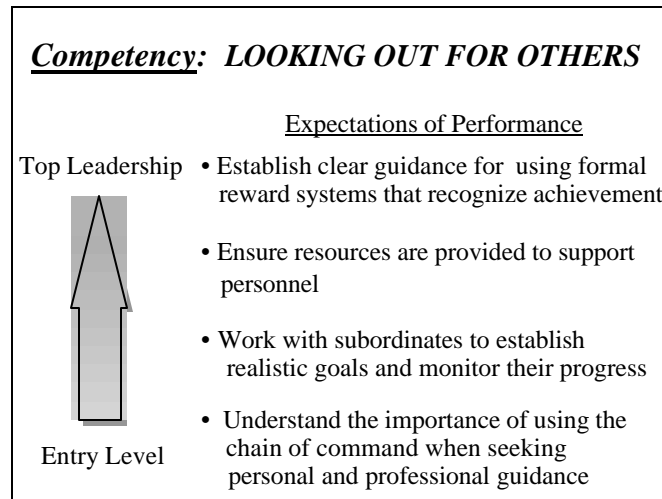 Competency: LOOKING OUT FOR OTHERS
Expectations of Performance
Top Leadership
• Establish clear guidance for using formal
reward systems that recognize achievement
• Ensure resources are provided to support
personnel
• Work with subordinates to establish
realistic goals and monitor their progress
• Understand the importance of using the
chain of command when seeking
personal and professional guidance
Entry Level